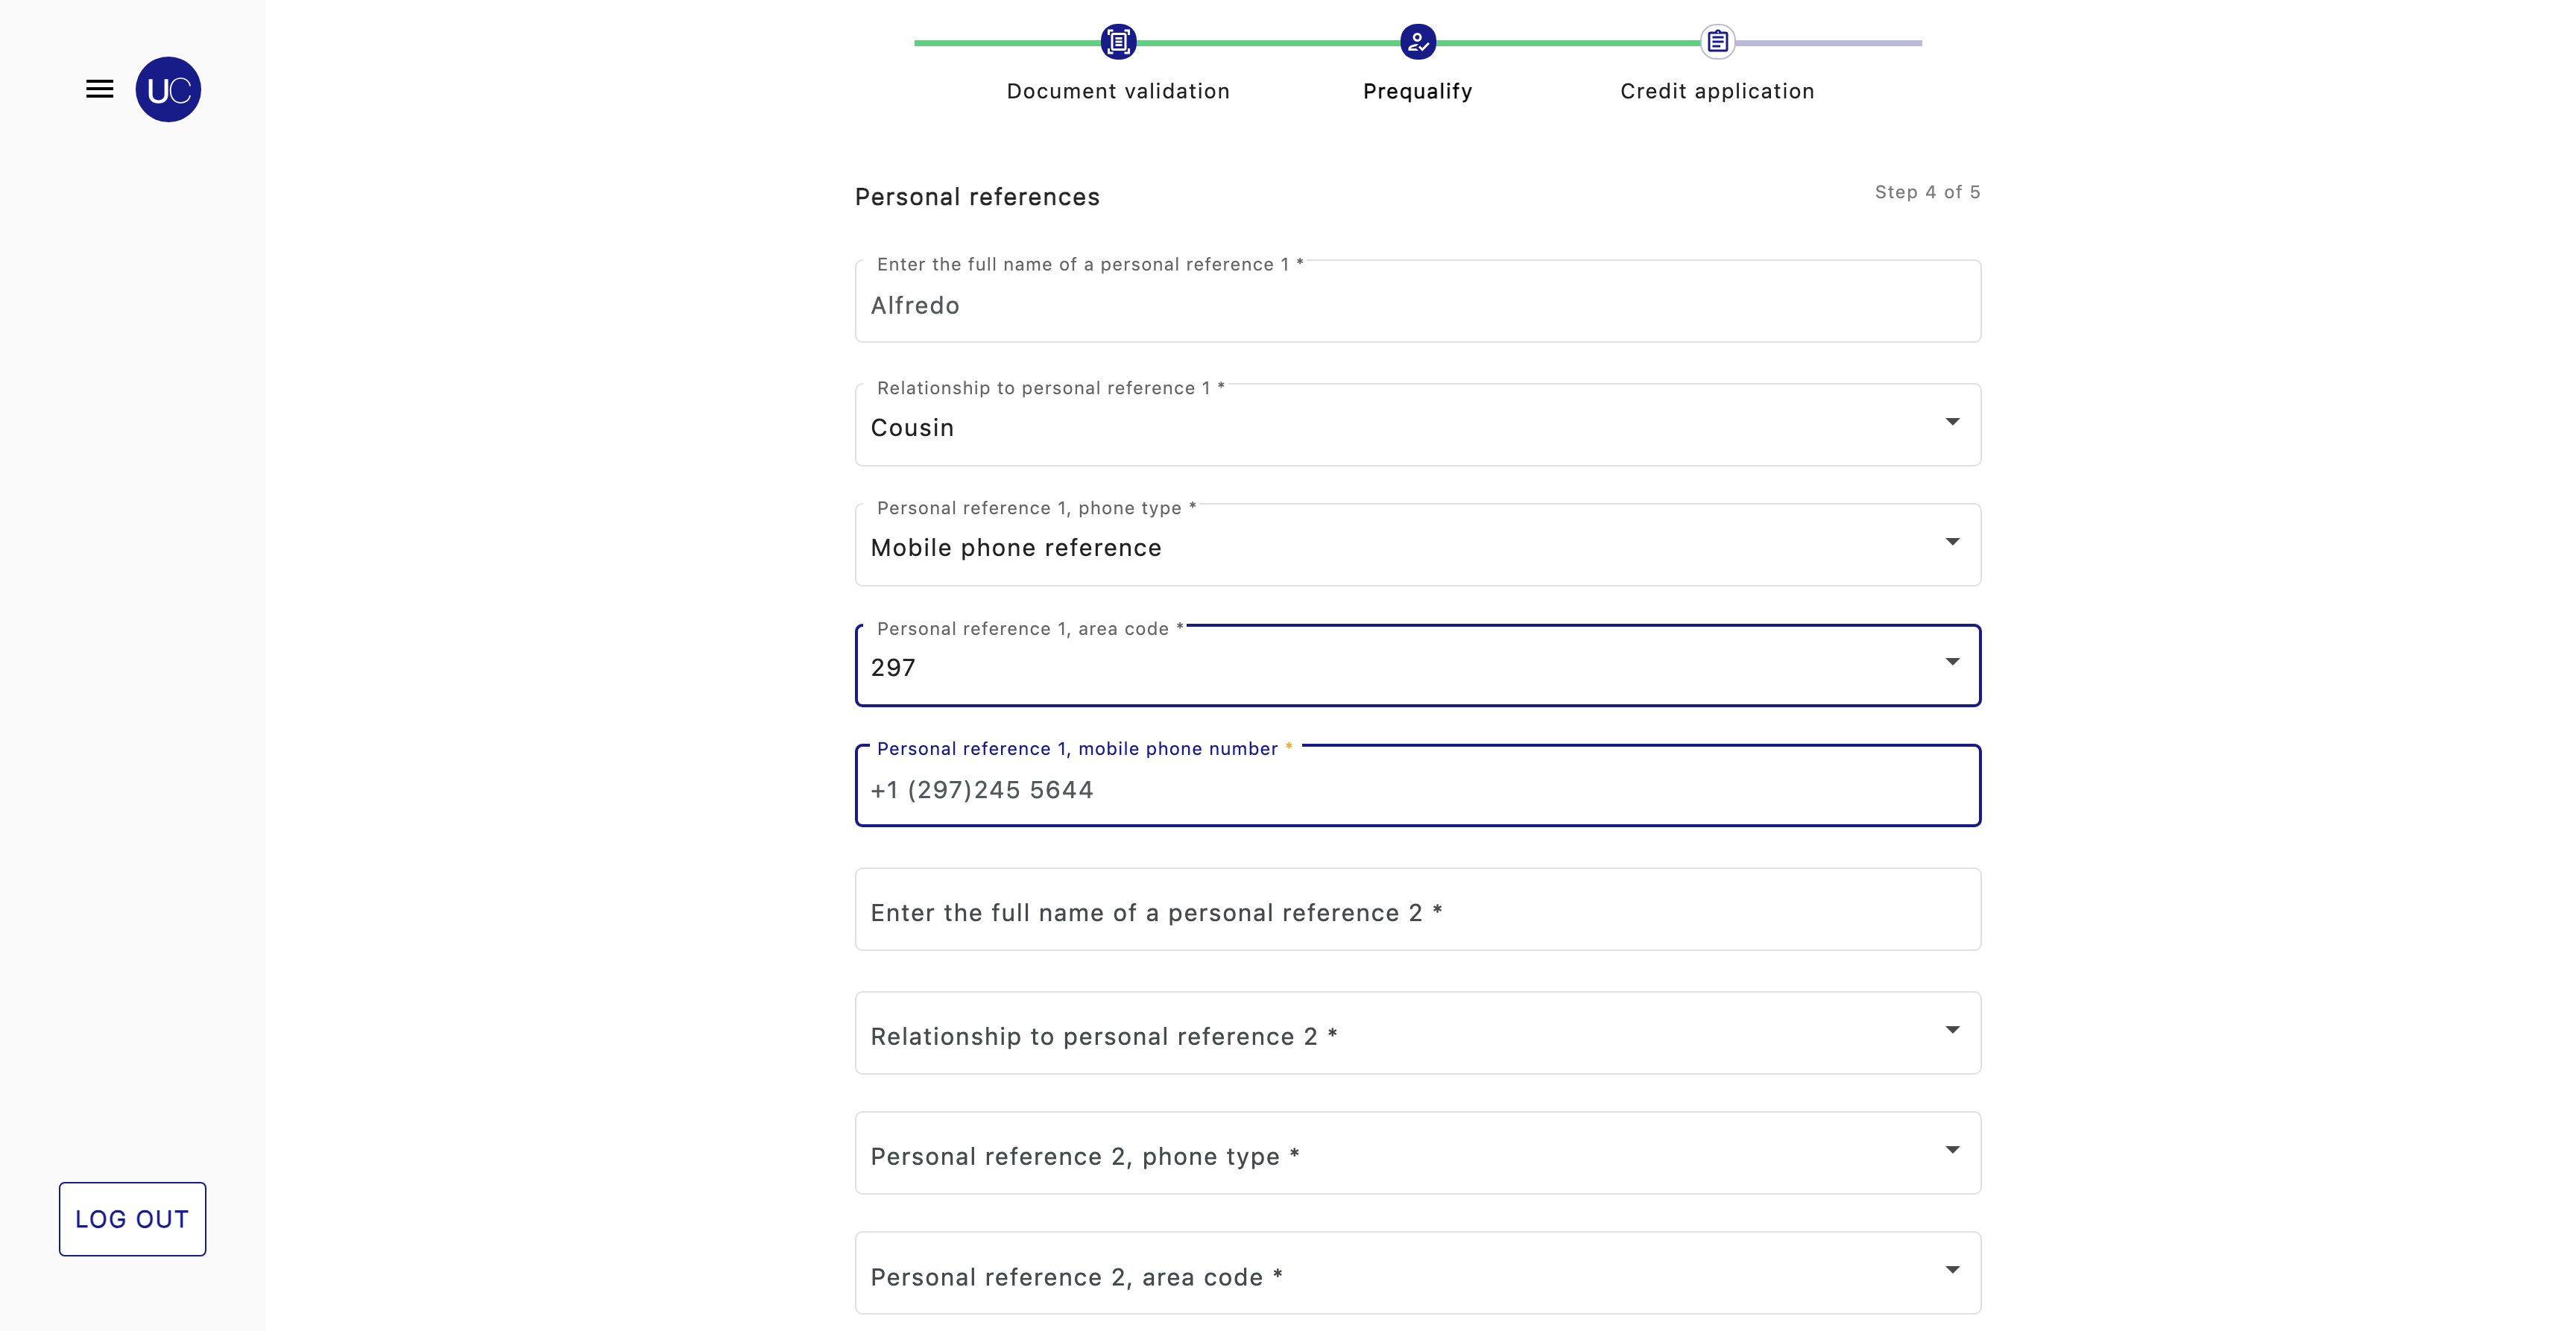 UC
Document validation
Prequalify
Credit application
Personal references
Step 4 of 5
Enter the full name of a personal reference 1 *
Alfredo
Relationship to personal reference 1 *
Cousin
Personal reference 1, phone type *
Mobile phone reference
Personal reference 1, area code *
297
Personal reference 1, mobile phone number *
+1 (297)245 5644
Enter the full name of a personal reference 2 *
Relationship to personal reference 2 *
Personal reference 2, phone type *
Personal reference 2, area code *
LOG OUT